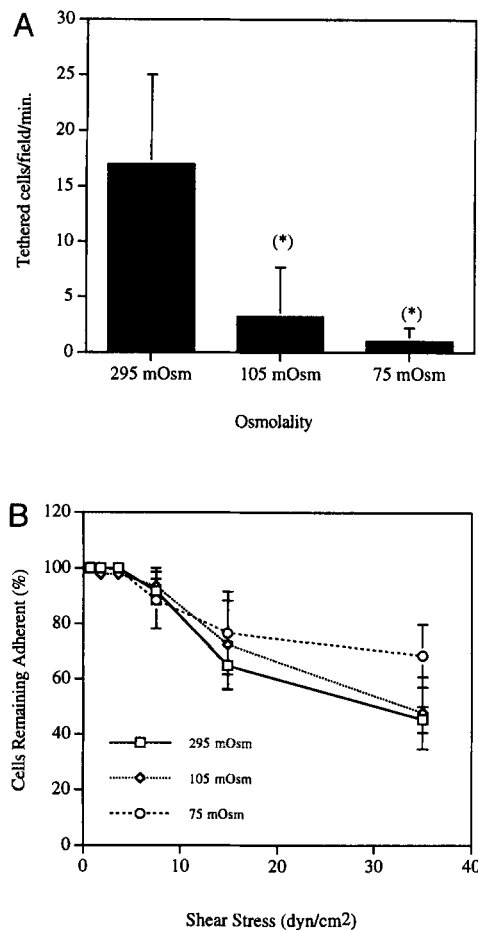 A
Tethered cells/field/min.
30
25
20
15
10
5
0
(*)
(*)
295 mOsm 105 mOsm 75 mOsm
Osmolality
B
Cells Remaining Adherent (%)
120
100
80
60
40
20
0
295 mOsm
105 mOsm
75 mOsm
0 10 20 30 40
Shear Stress (dyn/cm2)